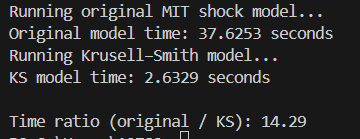 Running original MIT shock model...
Original model time: 37.6253 seconds
Running Krusell–Smith model...
KS model time: 2.6329 seconds
Time ratio (original / KS): 14.29